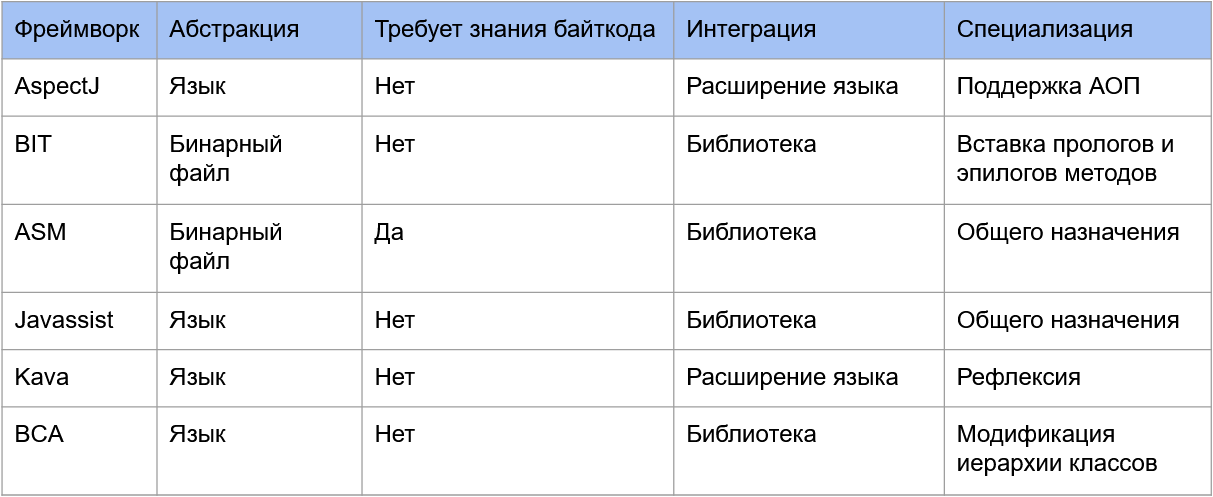 Фреймворк Абстракция Требует знания байткода Интеграция Специализация
AspectJ Язык Нет Расширение языка Поддержка АОП
BIT Бинарный файл Нет Библиотека Вставка прологов и эпилогов методов
ASM Бинарный файл Да Библиотека Общего назначения
Javassist Язык Нет Библиотека Общего назначения
Kava Язык Нет Расширение языка Рефлексия
BCA Язык Нет Библиотека Модификация иерархии классов